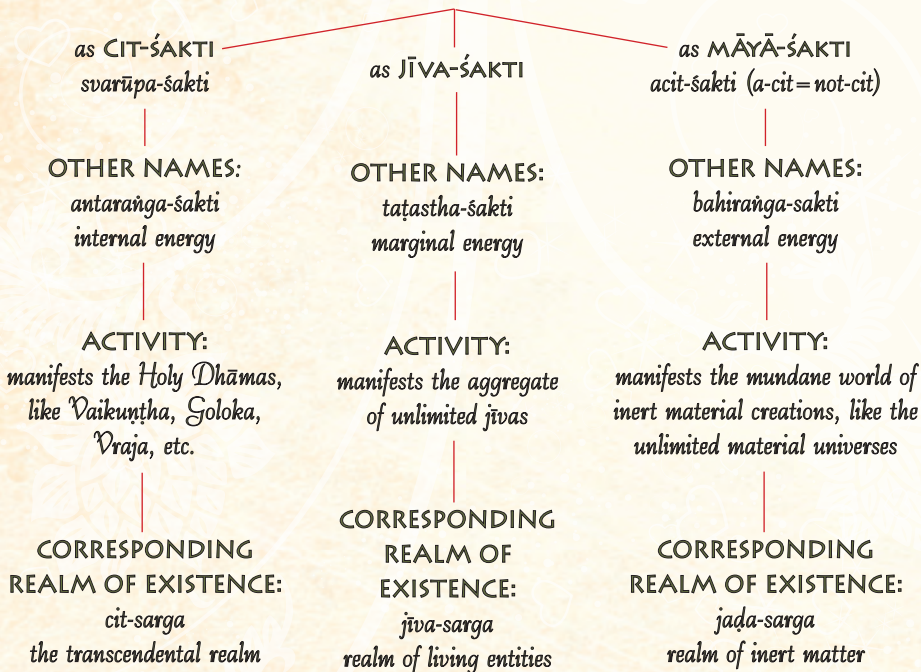 as CIT-ŚAKTI
svarūpa-śakti
OTHER NAMES:
antaraṅga-śakti
internal energy
ACTIVITY:
manifests the Holy Dhāmas,
like Vaikuṇṭha, Goloka,
Vraja, etc.
CORRESPONDING
REALM OF EXISTENCE:
cit-sarga
the transcendental realm
as JĪVA-ŚAKTI
OTHER NAMES:
taṭastha-śakti
marginal energy
ACTIVITY:
manifests the aggregate
of unlimited jīvas
CORRESPONDING
REALM OF
EXISTENCE:
jīva-sarga
realm of living entities
as MĀYĀ-ŚAKTI
acit-śakti (a-cit=not-cit)
OTHER NAMES:
bahiraṅga-sakti
external energy
ACTIVITY:
manifests the mundane world of
inert material creations, like the
unlimited material universes
CORRESPONDING
REALM OF EXISTENCE:
jaḍa-sarga
realm of inert matter